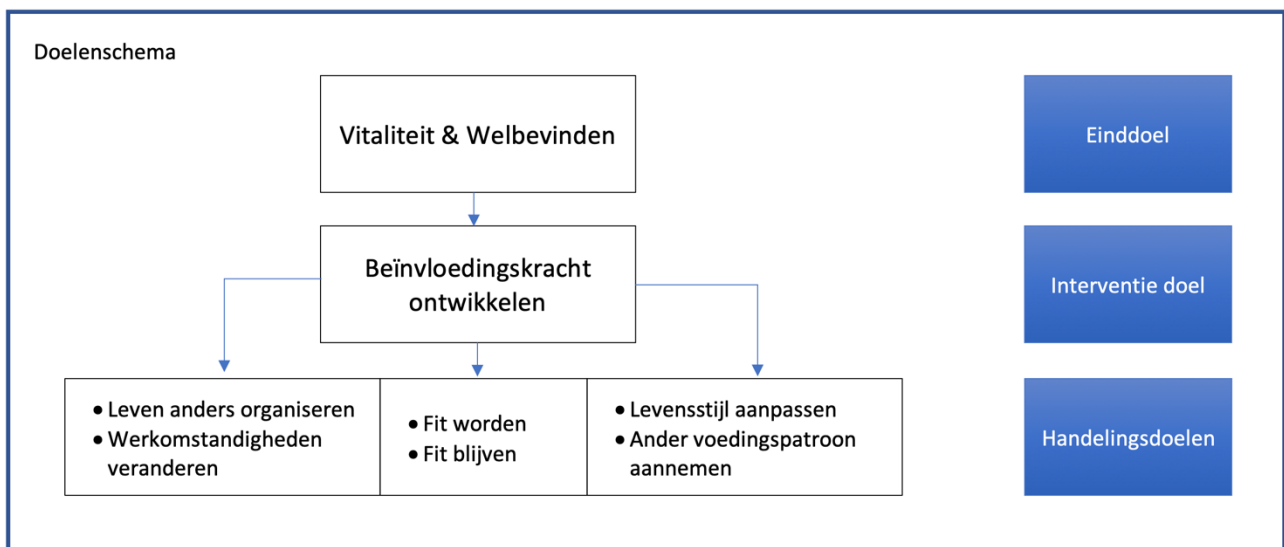 Doelenschema
Vitaliteit & Welbevinden
Einddoel
Beïnvloedingskracht
ontwikkelen
Interventie doel
• Leven anders organiseren
• Werkomstandigheden
veranderen
• Fit worden
• Fit blijven
• Levensstijl aanpassen
• Ander voedingspatroon
aannemen
Handelingsdoelen